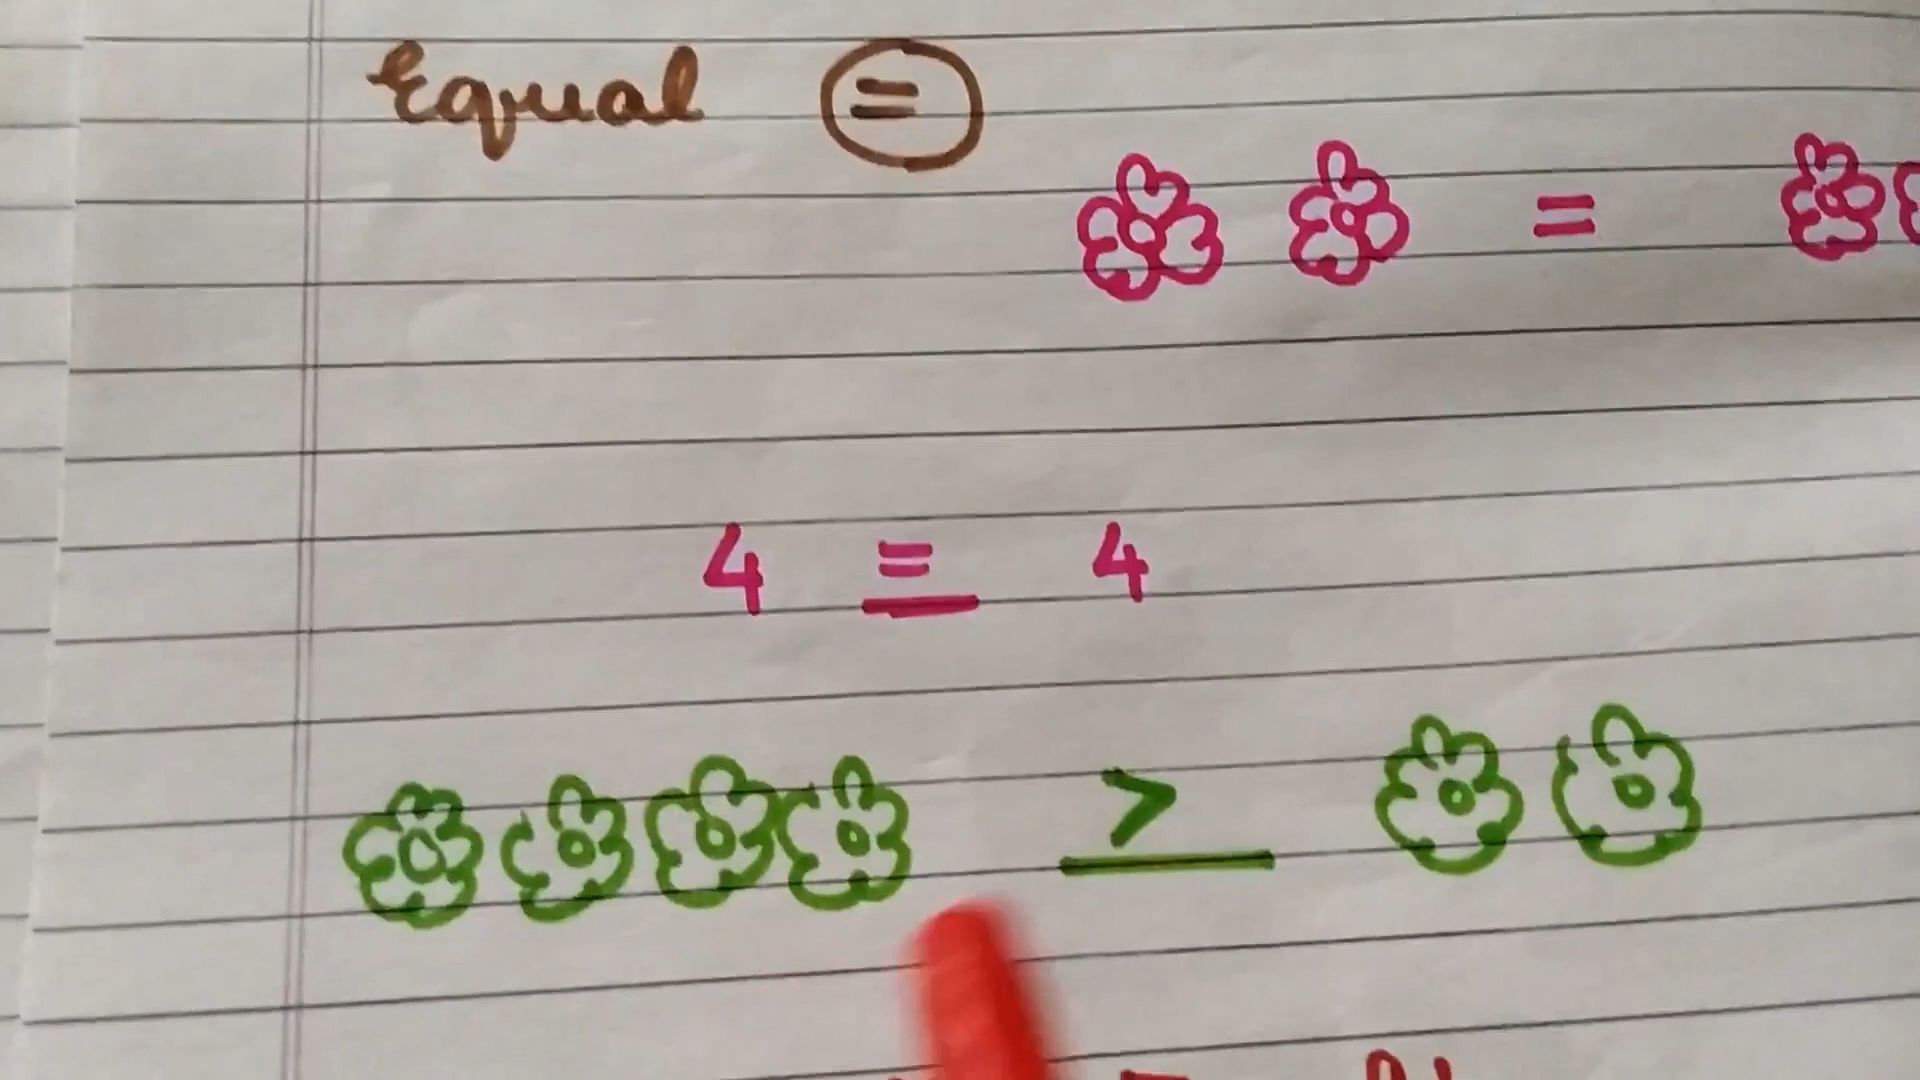 Equal =
=
4 = 4
>